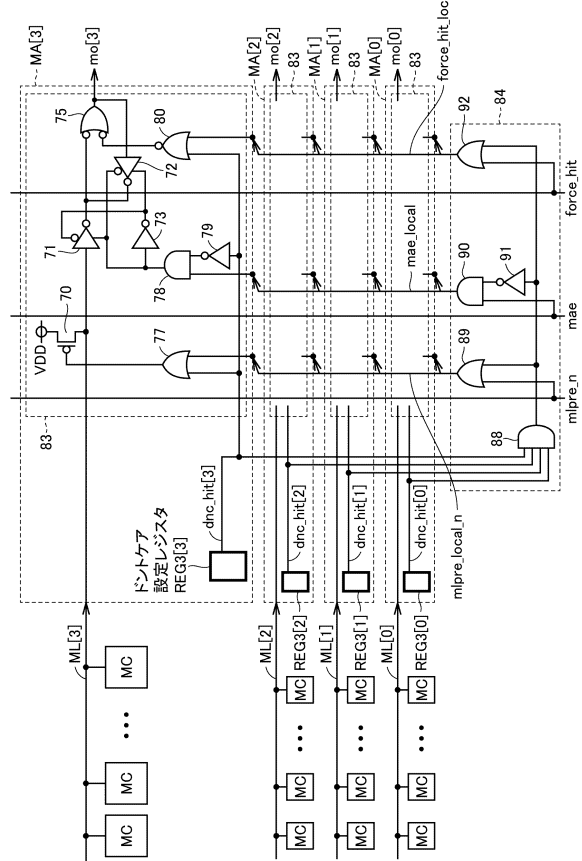 MA[3]
mo[3]
MA[2]
mo[2]
MA[1]
mo[1]
MA[0]
mo[0]
83
83
83
force_hit_loc
75
80
72
71
73
79
78
70
VDD
77
83
92
84
force_hit
mae_local
90
91
mae
89
mlpre_n
88
mlpre_local_n
dnc_hit[3]
dnc_hit[2]
dnc_hit[1]
dnc_hit[0]
ドントケア
設定レジスタ
REG3[3]
REG3[2]
REG3[1]
REG3[0]
ML[3]
ML[2]
ML[1]
ML[0]
MC
MC
MC
MC
MC
MC
MC
MC
MC
MC
MC
MC